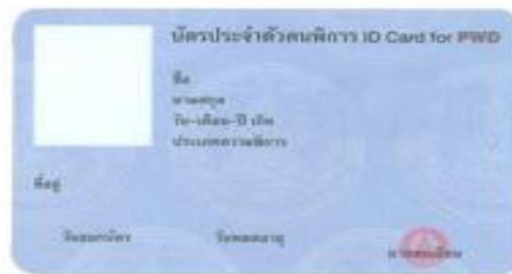 บัตรประจำตัวคนพิการ ID Card for PWD
ชื่อ
นามสกุล
วัน-เดือน-ปี เกิด
ประเภทความพิการ
ที่อยู่
วันออกบัตร วันหมดอายุ นายทะเบียน